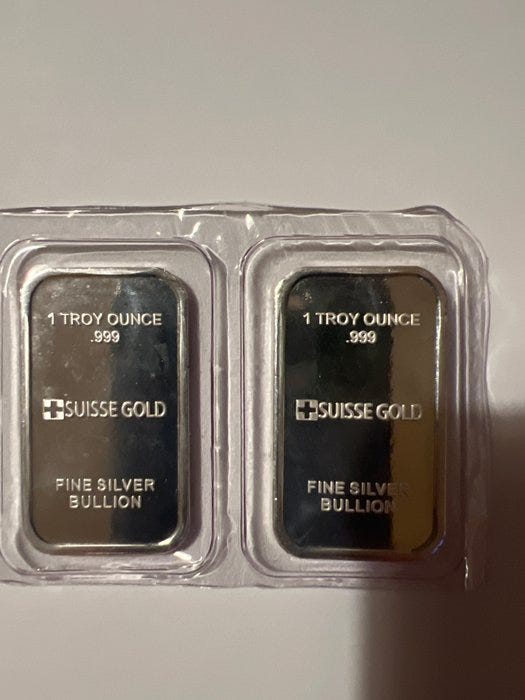 1 TROY OUNCE
.999
SUISSE GOLD
FINE SILVER
BULLION
1 TROY OUNCE
.999
SUISSE GOLD
FINE SILVER
BULLION